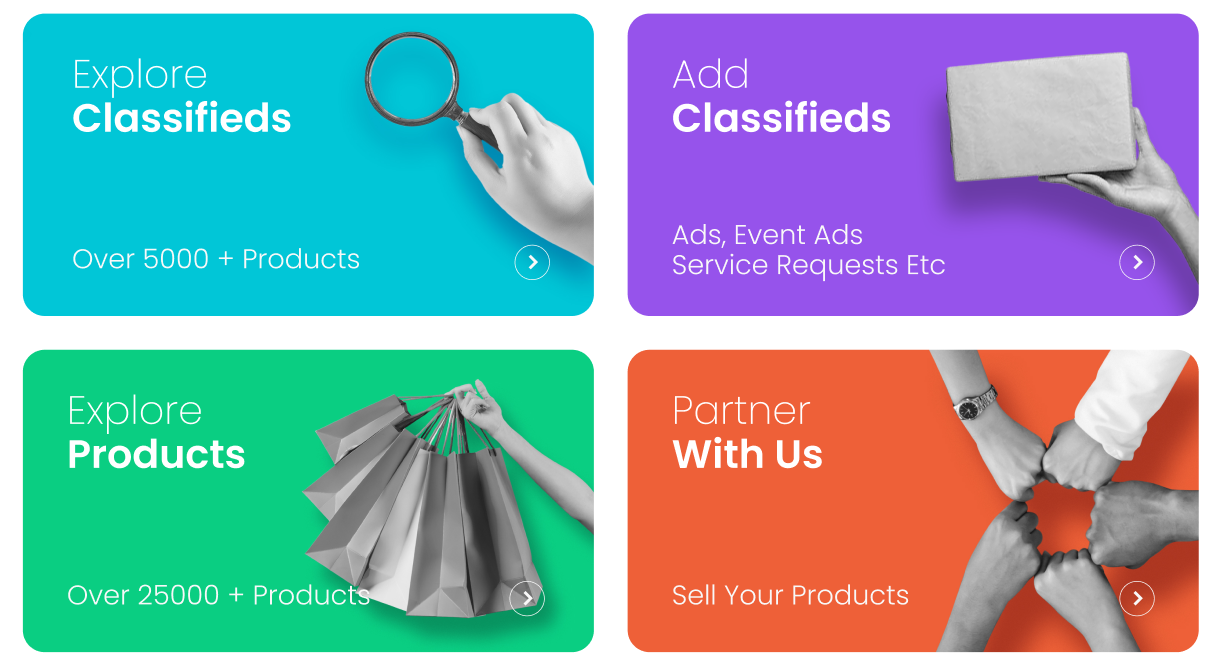 Explore
Classifieds
Over 5000 + Products
Add
Classifieds
Ads, Event Ads
Service Requests Etc
Explore
Products
Over 25000 + Products
Partner
With Us
Sell Your Products